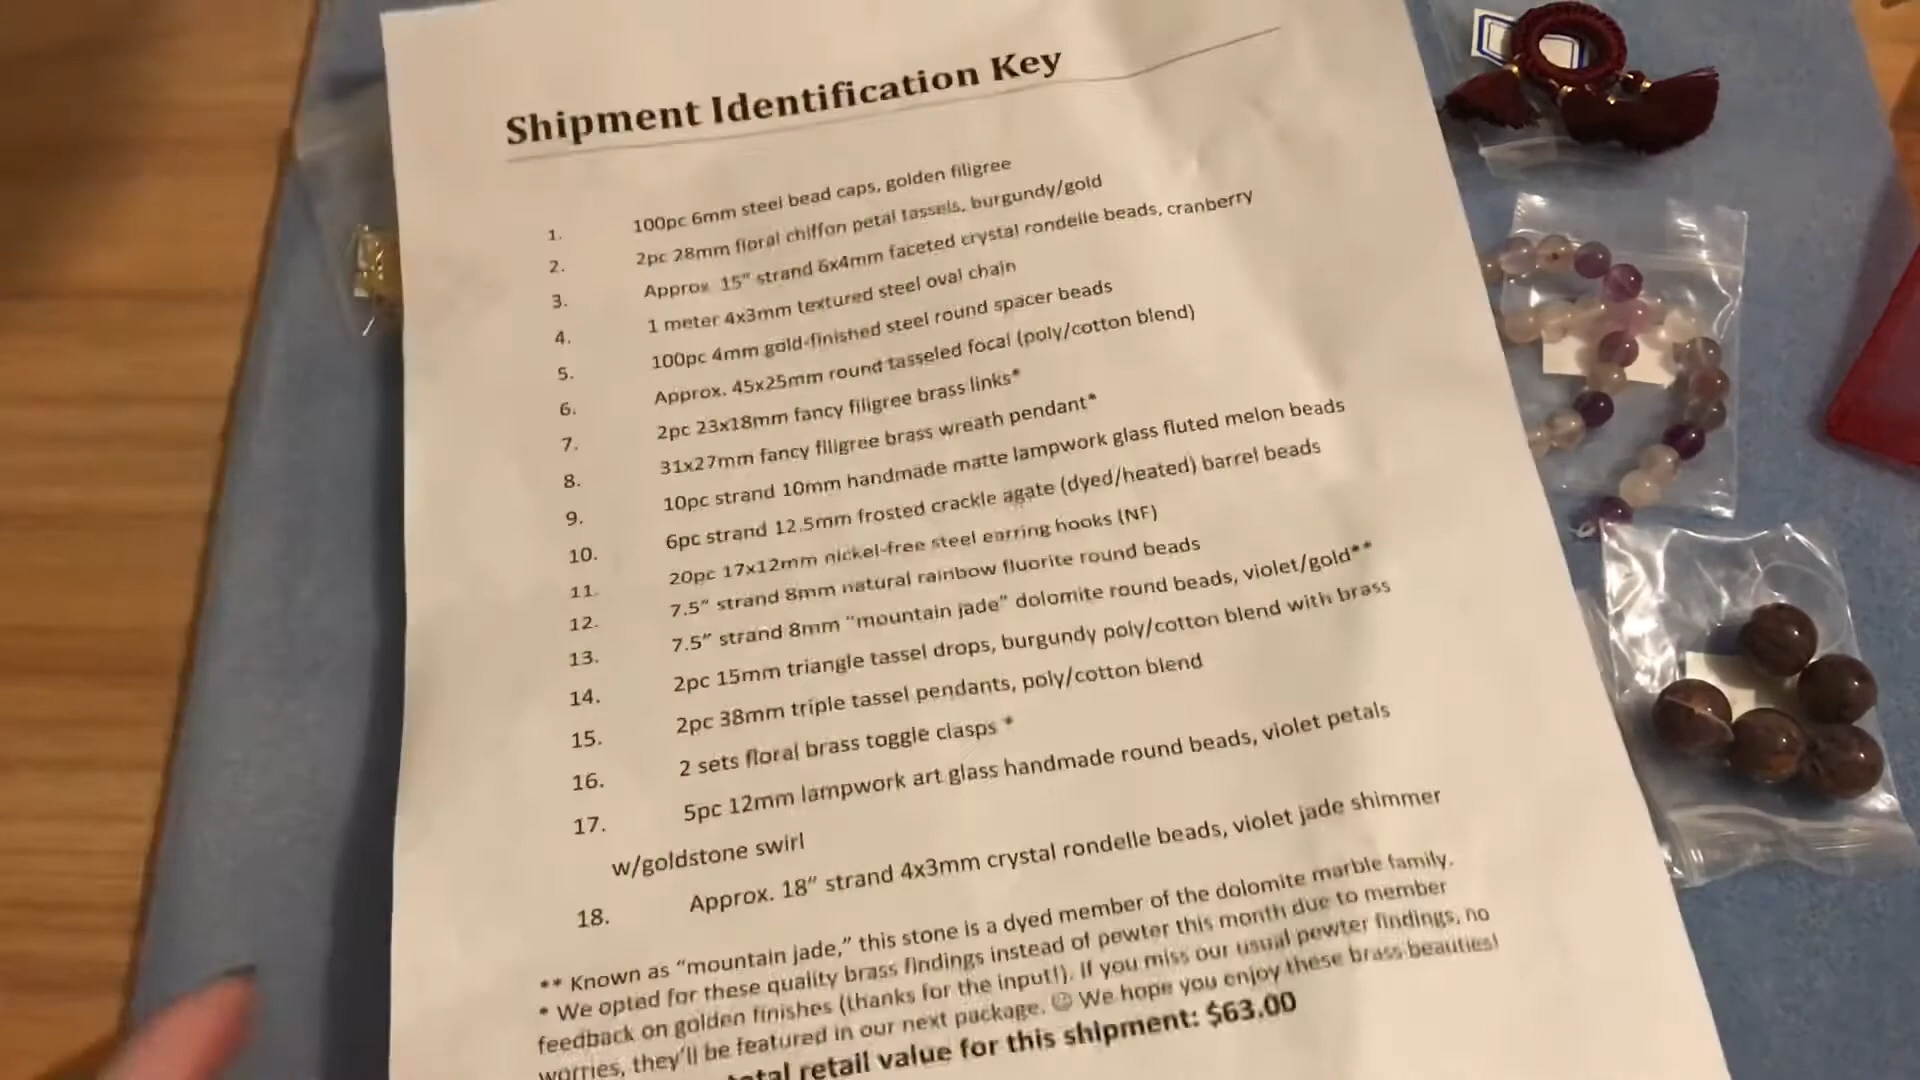 Shipment Identification Key
1. 100pc 6mm steel bead caps, golden filigree
2. 2pc 28mm floral chiffon petal tassels, burgundy/gold
3. Approx 15" strand 6x4mm faceted crystal rondelle beads, cranberry
4. 1 meter 4x3mm textured steel oval chain
5. 100pc 4mm gold-finished steel round spacer beads
6. Approx. 45x25mm round tasseled focal (poly/cotton blend)
7. 2pc 23x18mm fancy filigree brass links*
8. 31x27mm fancy filigree brass wreath pendant*
9. 10pc strand 10mm handmade matte lampwork glass fluted melon beads
10. 6pc strand 12.5mm frosted crackle agate (dyed/heated) barrel beads
11. 20pc 17x12mm nickel-free steel earring hooks (NF)
12. 7.5" strand 8mm natural rainbow fluorite round beads
13. 7.5" strand 8mm "mountain jade" dolomite round beads, violet/gold**
14. 2pc 15mm triangle tassel drops, burgundy poly/cotton blend with brass
15. 2pc 38mm triple tassel pendants, poly/cotton blend
16. 2 sets floral brass toggle clasps *
17. 5pc 12mm lampwork art glass handmade round beads, violet petals
w/goldstone swirl
18. Approx. 18" strand 4x3mm crystal rondelle beads, violet jade shimmer
** Known as "mountain jade," this stone is a dyed member of the dolomite marble family.
* We opted for these quality brass findings instead of pewter this month due to member
feedback on golden finishes (thanks for the input!). If you miss our usual pewter findings, no
worries, they'll be featured in our next package. ☺ We hope you enjoy these brass beauties!
retail value for this shipment: $63.00